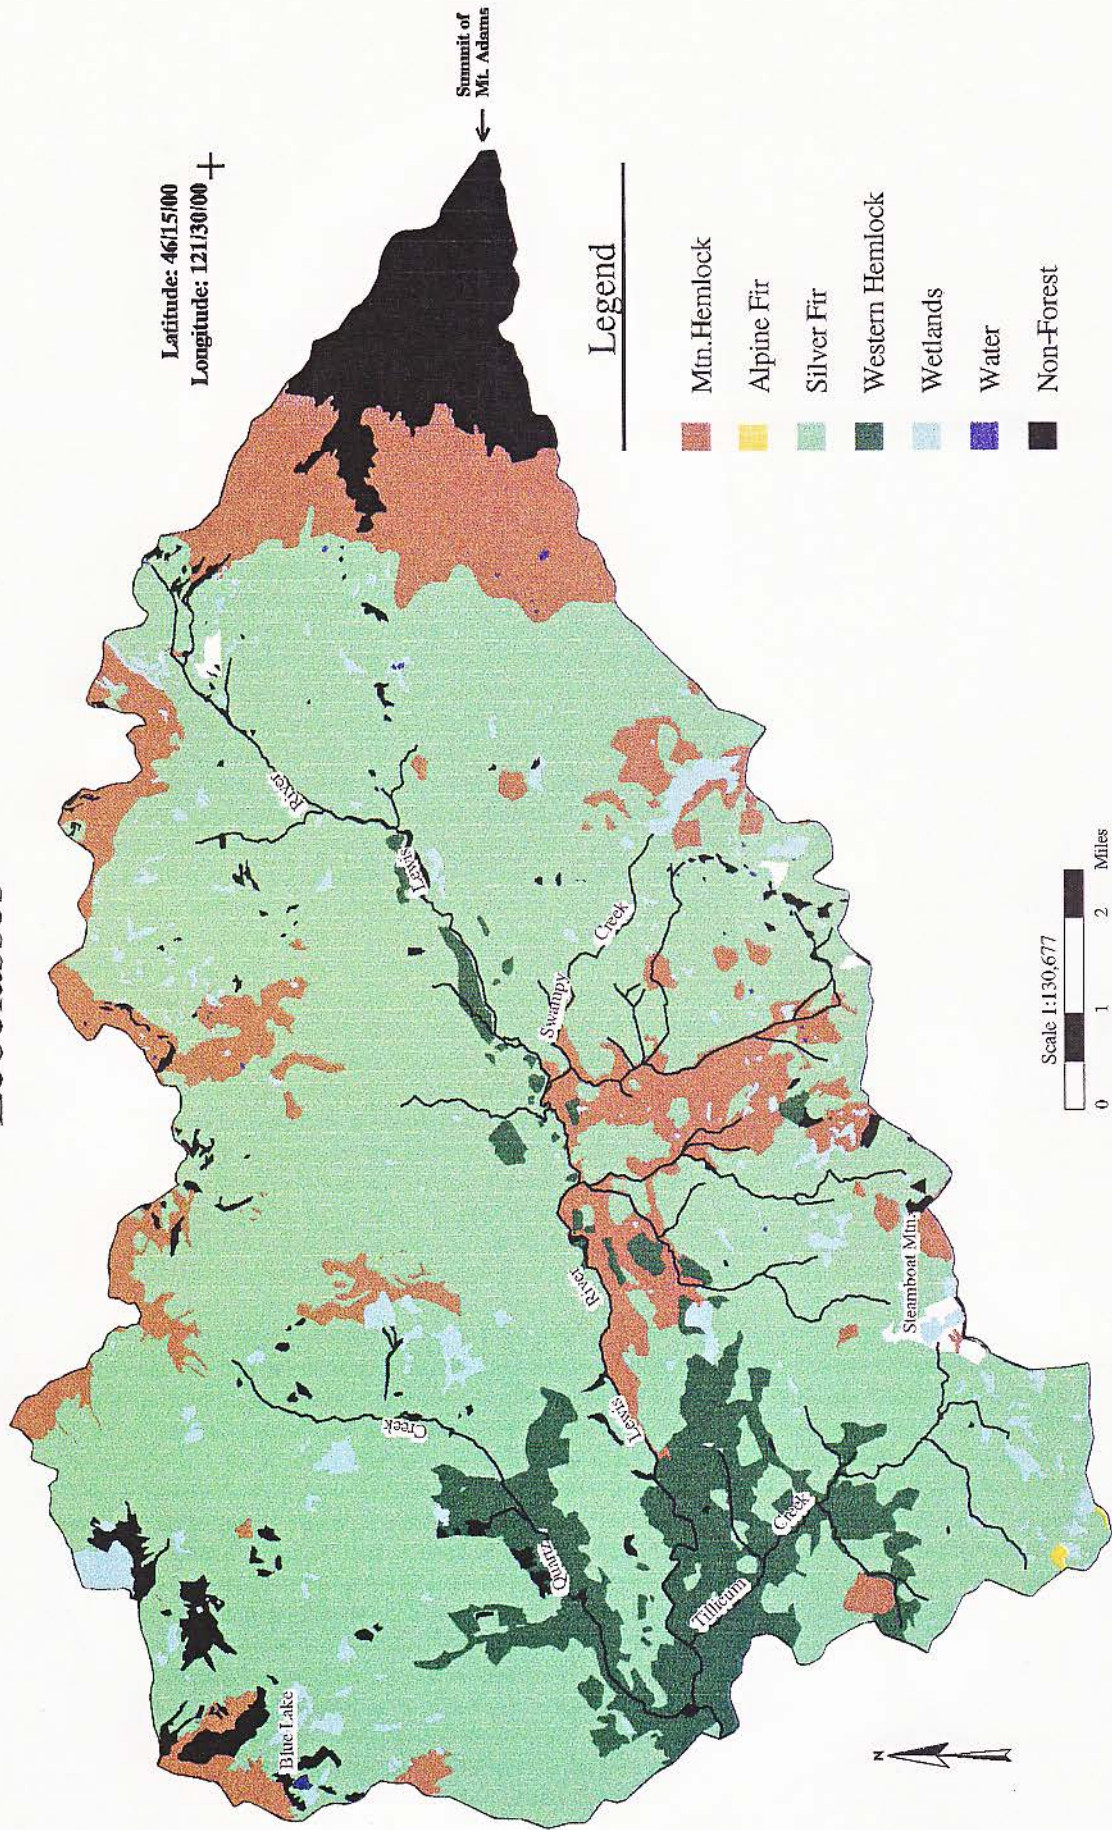 Summit of
Mt. Adams
Latitude: 46/15/00
Longitude: 121/30/00
Legend
Mtn.Hemlock
Alpine Fir
Silver Fir
Western Hemlock
Wetlands
Water
Non-Forest
River
Lewis
Creek
Swampy
River
Lewis
Creek
Quartz
Creek
Tillicum
Steamboat Mtn.
Blue Lake
N
Scale 1:130,677
0 1 2 Miles